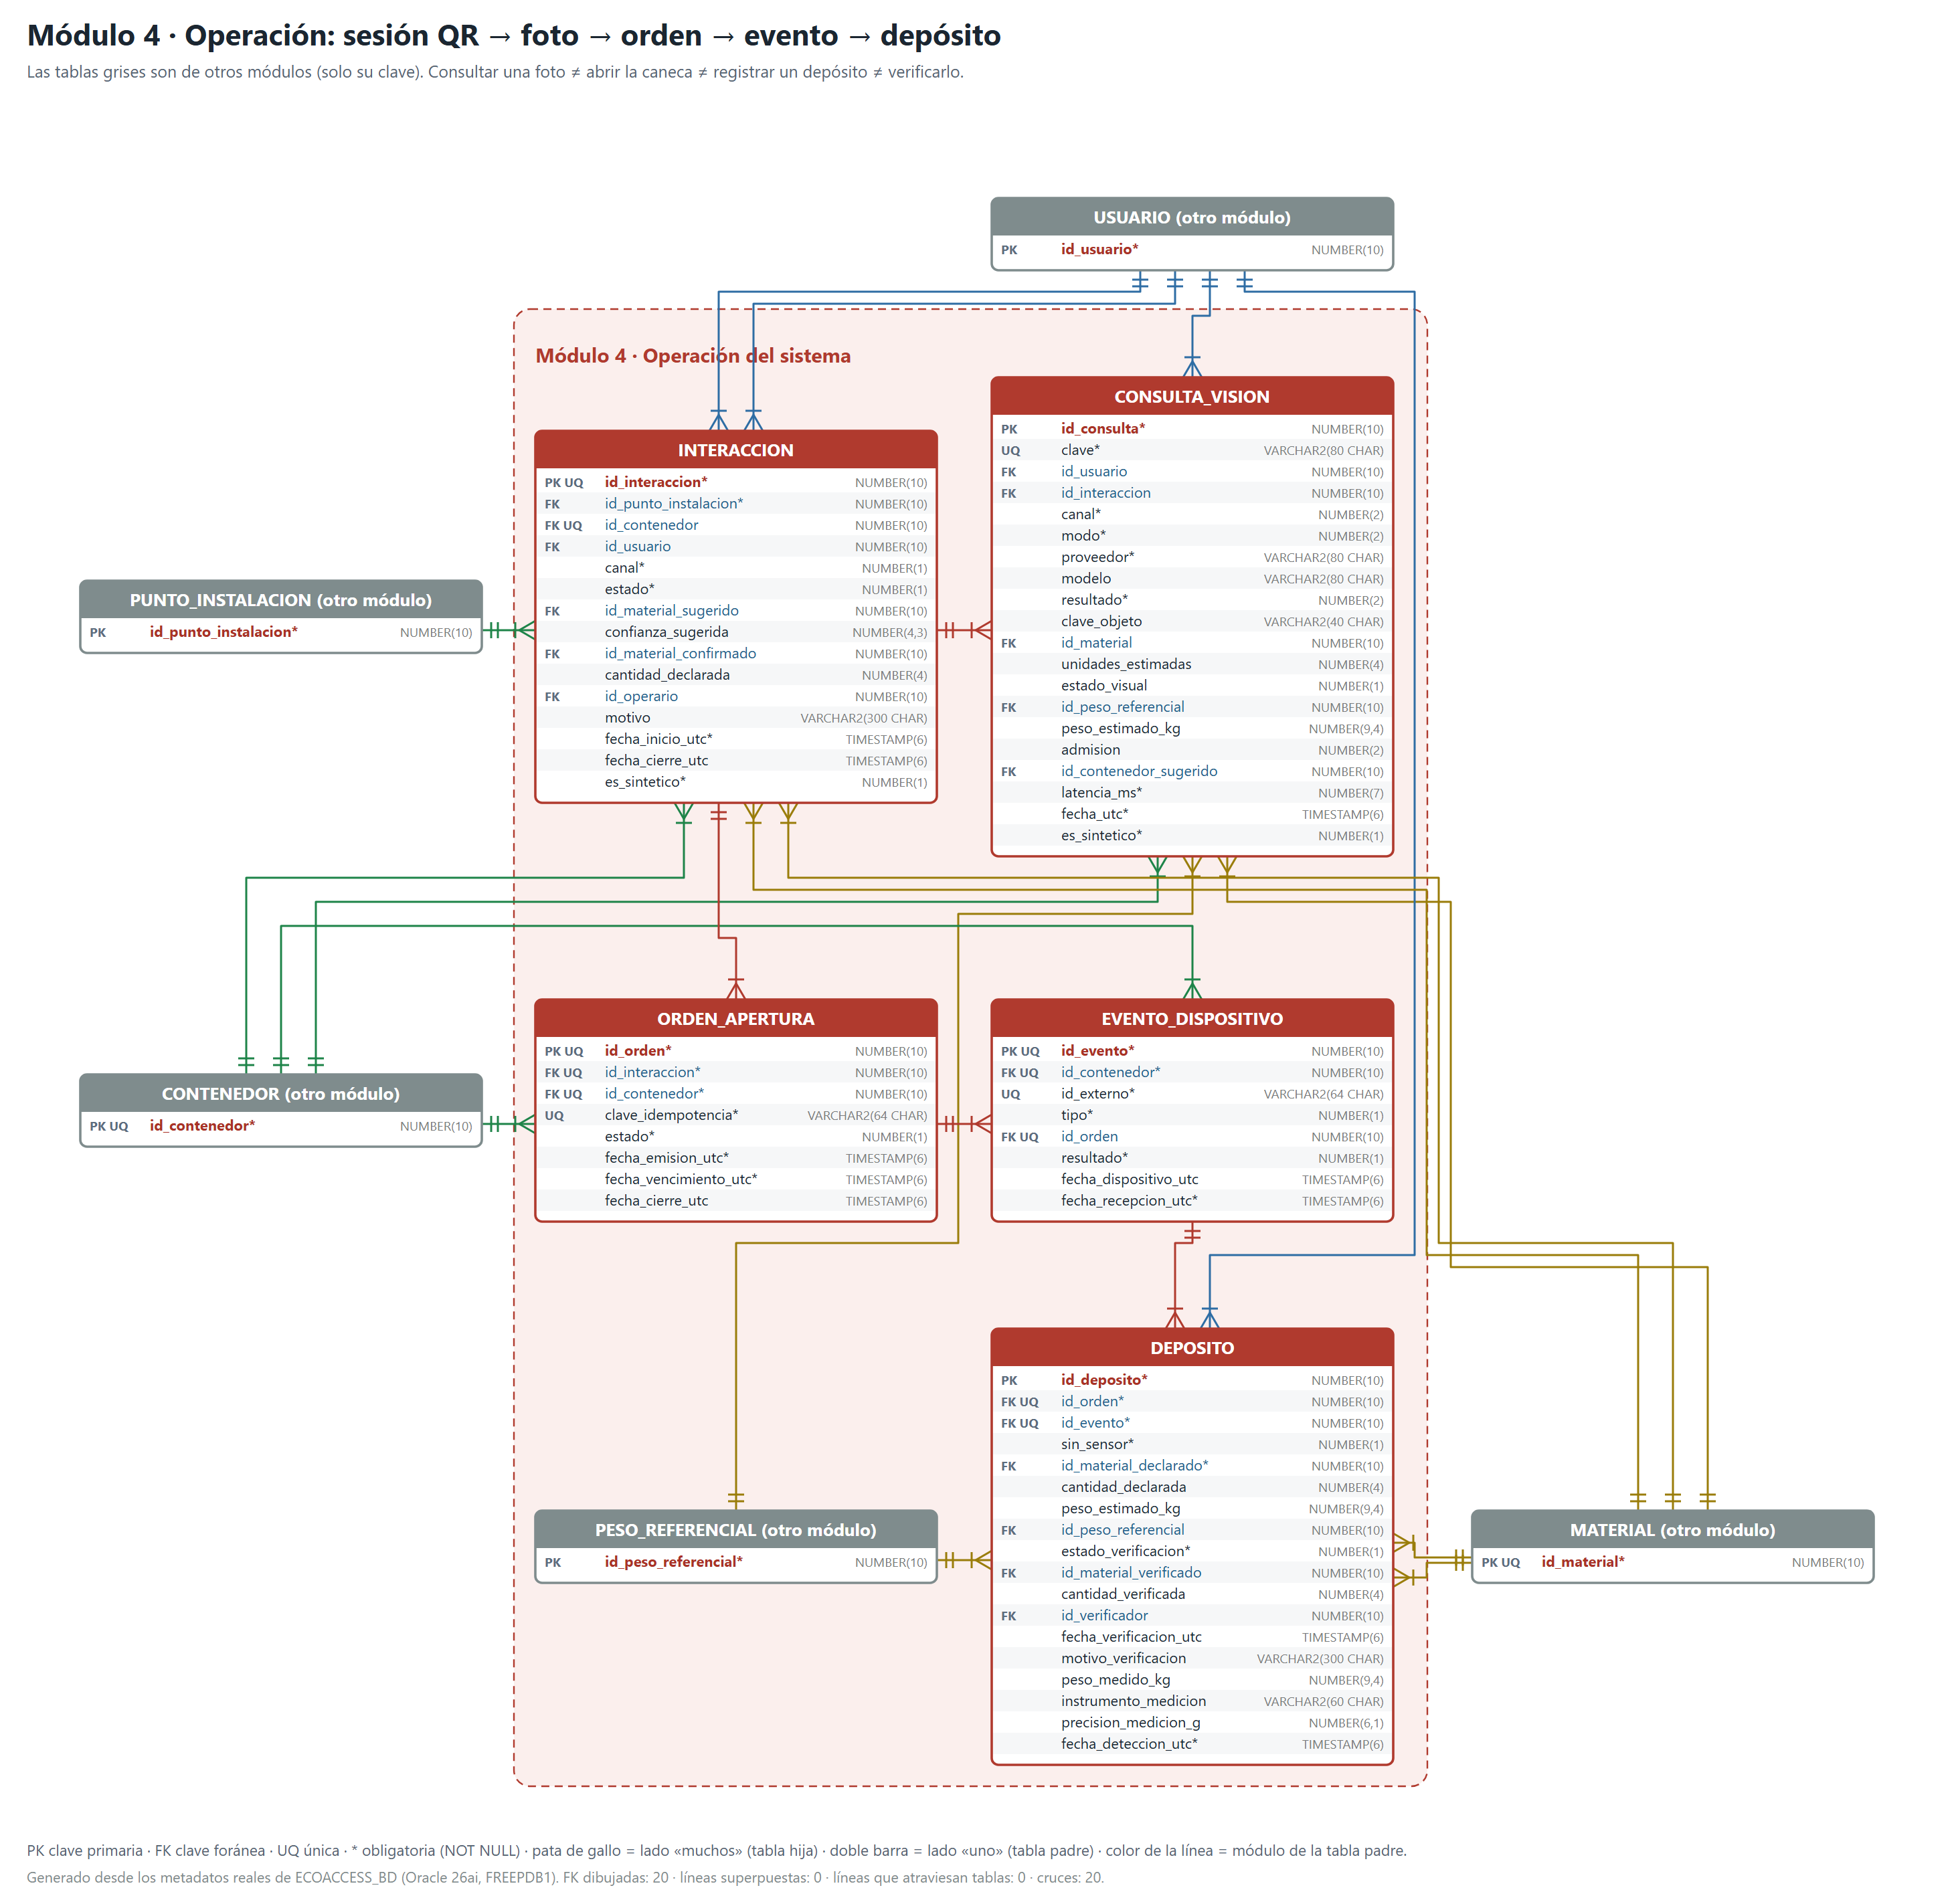 Módulo 4 · Operación: sesión QR → foto → orden → evento → depósito
Las tablas grises son de otros módulos (solo su clave). Consultar una foto ≠ abrir la caneca ≠ registrar un depósito ≠ verificarlo.
USUARIO (otro módulo)
PK id_usuario* NUMBER(10)
Módulo 4 · Operación del sistema
CONSULTA_VISION
PK id_consulta* NUMBER(10)
UQ clave* VARCHAR2(80 CHAR)
FK id_usuario NUMBER(10)
FK id_interaccion NUMBER(10)
canal* NUMBER(2)
modo* NUMBER(2)
proveedor* VARCHAR2(80 CHAR)
modelo VARCHAR2(80 CHAR)
resultado* NUMBER(2)
clave_objeto VARCHAR2(40 CHAR)
FK id_material NUMBER(10)
unidades_estimadas NUMBER(4)
estado_visual NUMBER(1)
FK id_peso_referencial NUMBER(10)
peso_estimado_kg NUMBER(9,4)
admision NUMBER(2)
FK id_contenedor_sugerido NUMBER(10)
latencia_ms* NUMBER(7)
fecha_utc* TIMESTAMP(6)
es_sintetico* NUMBER(1)
INTERACCION
PK UQ id_interaccion* NUMBER(10)
FK id_punto_instalacion* NUMBER(10)
FK UQ id_contenedor NUMBER(10)
FK id_usuario NUMBER(10)
canal* NUMBER(1)
estado* NUMBER(1)
FK id_material_sugerido NUMBER(10)
confianza_sugerida NUMBER(4,3)
FK id_material_confirmado NUMBER(10)
cantidad_declarada NUMBER(4)
FK id_operario NUMBER(10)
motivo VARCHAR2(300 CHAR)
fecha_inicio_utc* TIMESTAMP(6)
fecha_cierre_utc TIMESTAMP(6)
es_sintetico* NUMBER(1)
PUNTO_INSTALACION (otro módulo)
PK id_punto_instalacion* NUMBER(10)
ORDEN_APERTURA
PK UQ id_orden* NUMBER(10)
FK UQ id_interaccion* NUMBER(10)
FK UQ id_contenedor* NUMBER(10)
UQ clave_idempotencia* VARCHAR2(64 CHAR)
estado* NUMBER(1)
fecha_emision_utc* TIMESTAMP(6)
fecha_vencimiento_utc* TIMESTAMP(6)
fecha_cierre_utc TIMESTAMP(6)
EVENTO_DISPOSITIVO
PK UQ id_evento* NUMBER(10)
FK UQ id_contenedor* NUMBER(10)
UQ id_externo* VARCHAR2(64 CHAR)
tipo* NUMBER(1)
FK UQ id_orden NUMBER(10)
resultado* NUMBER(1)
fecha_dispositivo_utc TIMESTAMP(6)
fecha_recepcion_utc* TIMESTAMP(6)
CONTENEDOR (otro módulo)
PK UQ id_contenedor* NUMBER(10)
DEPOSITO
PK id_deposito* NUMBER(10)
FK UQ id_orden* NUMBER(10)
FK UQ id_evento* NUMBER(10)
sin_sensor* NUMBER(1)
FK id_material_declarado* NUMBER(10)
cantidad_declarada NUMBER(4)
peso_estimado_kg NUMBER(9,4)
FK id_peso_referencial NUMBER(10)
estado_verificacion* NUMBER(1)
FK id_material_verificado NUMBER(10)
cantidad_verificada NUMBER(4)
FK id_verificador NUMBER(10)
fecha_verificacion_utc TIMESTAMP(6)
motivo_verificacion VARCHAR2(300 CHAR)
peso_medido_kg NUMBER(9,4)
instrumento_medicion VARCHAR2(60 CHAR)
precision_medicion_g NUMBER(6,1)
fecha_deteccion_utc* TIMESTAMP(6)
PESO_REFERENCIAL (otro módulo)
PK id_peso_referencial* NUMBER(10)
MATERIAL (otro módulo)
PK UQ id_material* NUMBER(10)
PK clave primaria · FK clave foránea · UQ única · * obligatoria (NOT NULL) · pata de gallo = lado «muchos» (tabla hija) · doble barra = lado «uno» (tabla padre) · color de la línea = módulo de la tabla padre.
Generado desde los metadatos reales de ECOACCESS_BD (Oracle 26ai, FREEPDB1). FK dibujadas: 20 · líneas superpuestas: 0 · líneas que atraviesan tablas: 0 · cruces: 20.